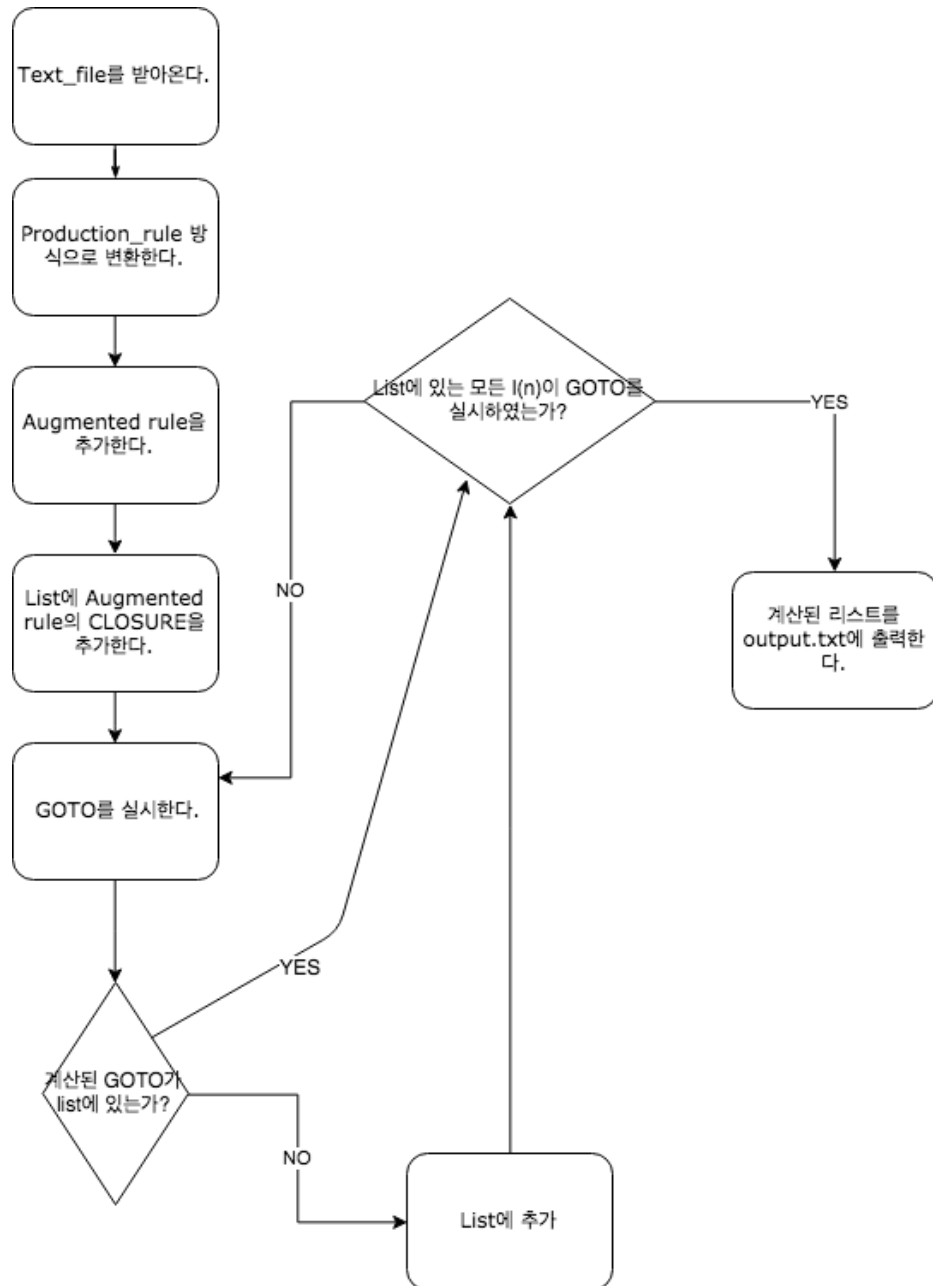 Text_file를 받아온다.
Production_rule 방
식으로 변환한다.
Augmented rule을
추가한다.
List에 Augmented
rule의 CLOSURE을
추가한다.
GOTO를 실시한다.
계산된 GOTO가
list에 있는가?
YES
NO
List에 추가
List에 있는 모든 I(n)이 GOTO를
실시하였는가?
NO
YES
계산된 리스트를
output.txt에 출력한
다.